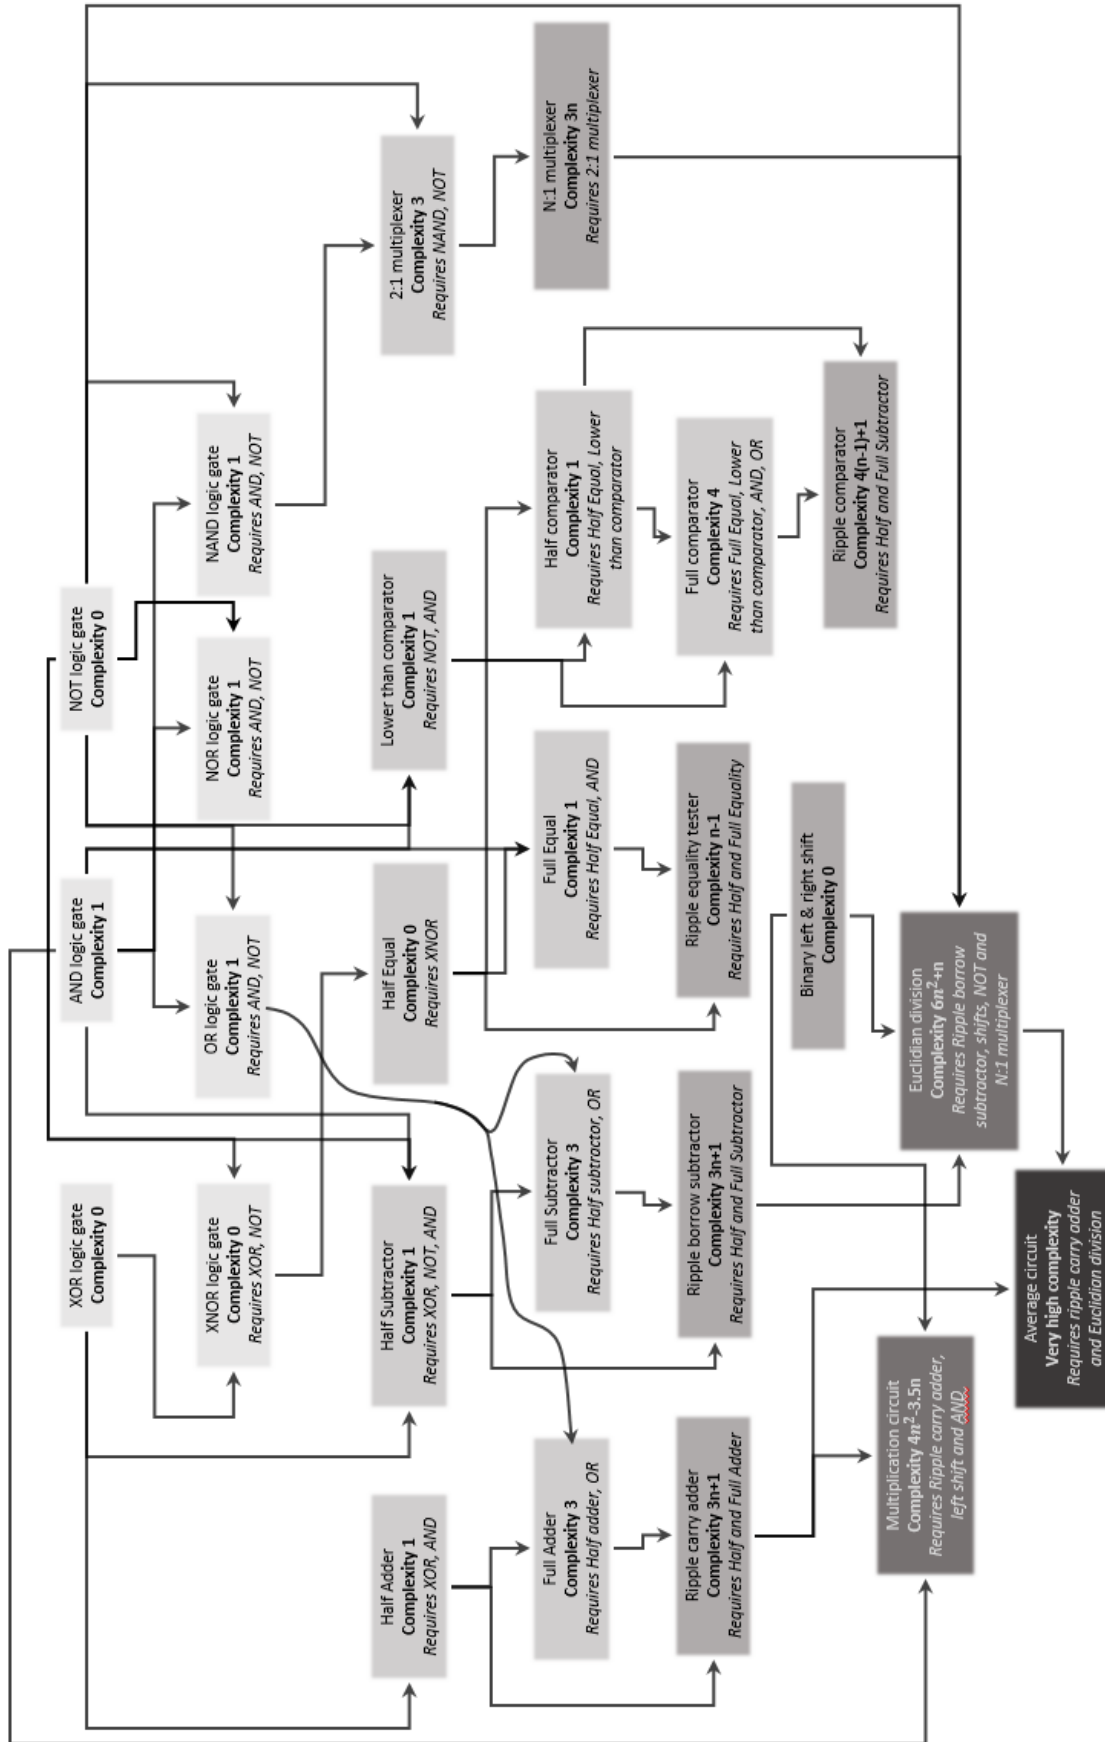 XOR logic gate
Complexity 0
AND logic gate
Complexity 1
NOT logic gate
Complexity 0
XNOR logic gate
Complexity 0
Requires XOR, NOT
OR logic gate
Complexity 1
Requires AND, NOT
NOR logic gate
Complexity 1
Requires AND, NOT
NAND logic gate
Complexity 1
Requires AND, NOT
Half Adder
Complexity 1
Requires XOR, AND
Half Subtractor
Complexity 1
Requires XOR, NOT, AND
Half Equal
Complexity 0
Requires XNOR
Lower than comparator
Complexity 1
Requires NOT, AND
2:1 multiplexer
Complexity 3
Requires NAND, NOT
Full Adder
Complexity 3
Requires Half adder, OR
Full Subtractor
Complexity 3
Requires Half subtractor, OR
Full Equal
Complexity 1
Requires Half Equal, AND
Half comparator
Complexity 1
Requires Half Equal, Lower
than comparator
N:1 multiplexer
Complexity 3n
Requires 2:1 multiplexer
Ripple carry adder
Complexity 3n+1
Requires Half and Full Adder
Ripple borrow subtractor
Complexity 3n+1
Requires Half and Full Subtractor
Ripple equality tester
Complexity n-1
Requires Half and Full Equality
Full comparator
Complexity 4
Requires Full Equal, Lower
than comparator, AND, OR
Binary left & right shift
Complexity 0
Ripple comparator
Complexity 4(n-1)+1
Requires Half and Full Subtractor
Multiplication circuit
Complexity 4n²-3.5n
Requires Ripple carry adder,
left shift and AND
Euclidian division
Complexity 6n²+n
Requires Ripple borrow
subtractor, shifts, NOT and
N:1 multiplexer
Average circuit
Very high complexity
Requires ripple carry adder
and Euclidian division